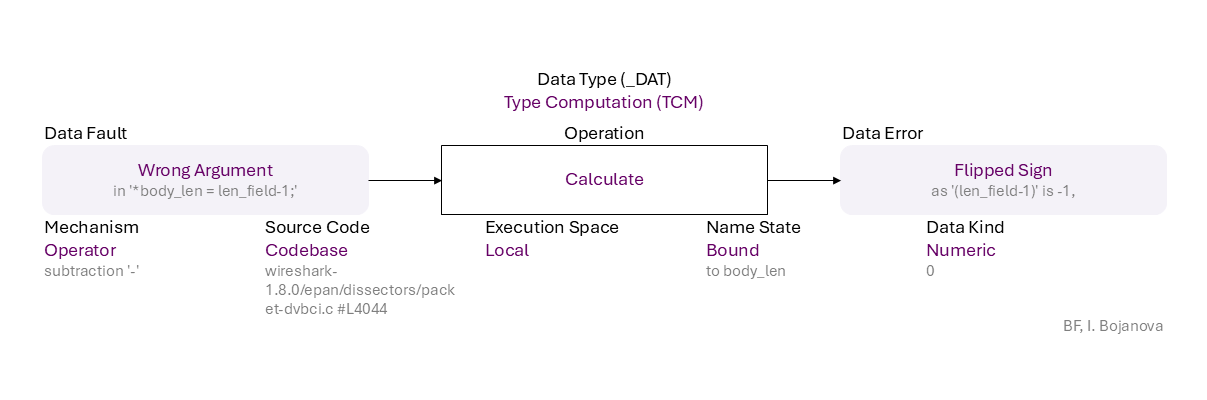 Data Type (_DAT)
Type Computation (TCM)
Data Fault
Operation
Data Error
Wrong Argument
in '*body_len = len_field-1;'
Calculate
Flipped Sign
as '(len_field-1)' is -1,
Mechanism
Operator
subtraction '-'
Source Code
Codebase
wireshark-
1.8.0/epan/dissectors/pack
et-dvbci.c #L4044
Execution Space
Local
Name State
Bound
to body_len
Data Kind
Numeric
0
BF, I. Bojanova